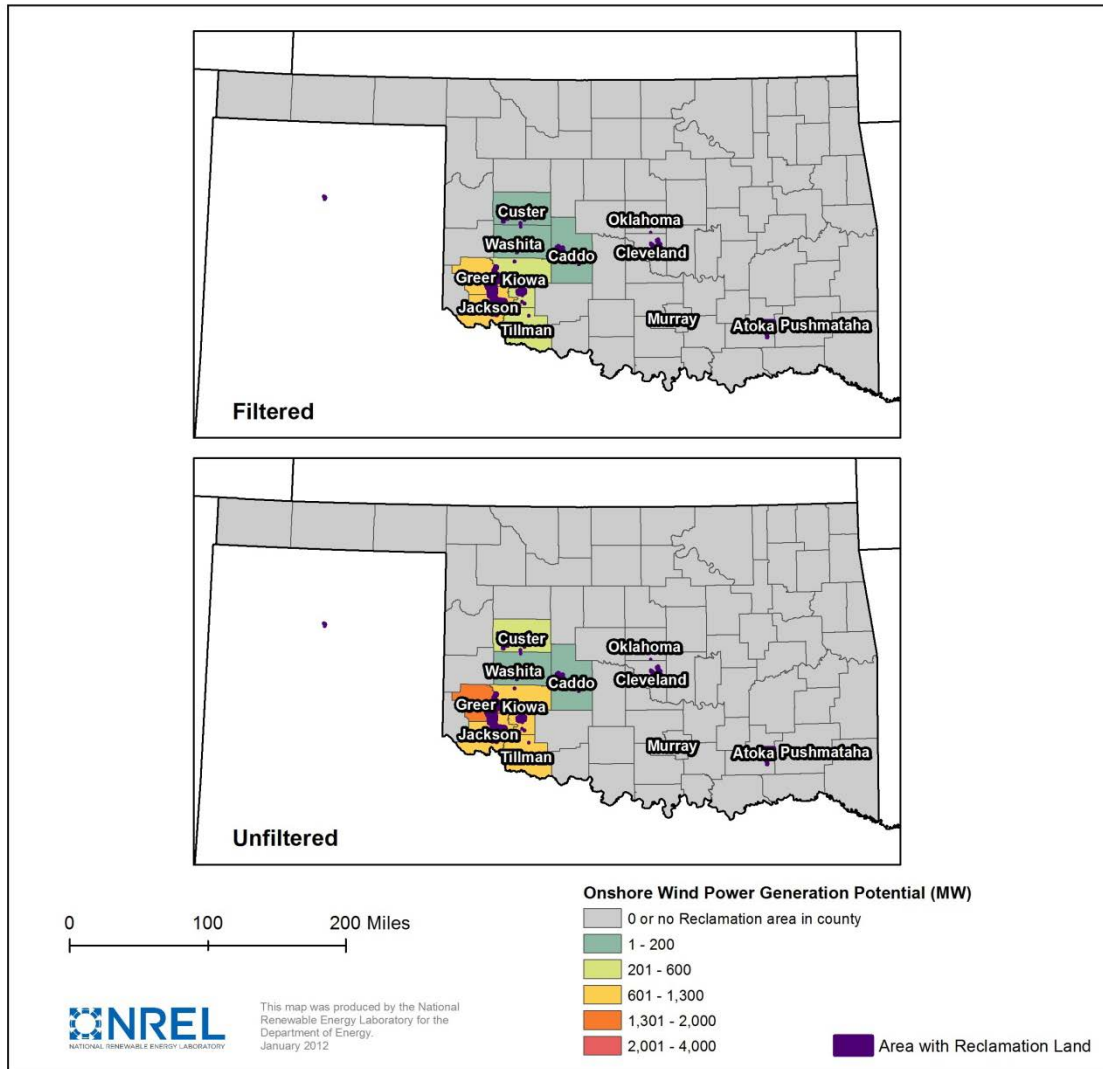 Custer
Oklahoma
Washita
Caddo
Cleveland
Greer
Kiowa
Jackson
Murray
Atoka
Pushmataha
Tillman
Filtered
Custer
Oklahoma
Washita
Caddo
Cleveland
Greer
Kiowa
Jackson
Murray
Atoka
Pushmataha
Tillman
Unfiltered
0
100
200 Miles
Onshore Wind Power Generation Potential (MW)
0 or no Reclamation area in county
1 - 200
201 - 600
601 - 1,300
1,301 - 2,000
2,001 - 4,000
Area with Reclamation Land
NREL
NATIONAL RENEWABLE ENERGY LABORATORY
This map was produced by the National
Renewable Energy Laboratory for the
Department of Energy.
January 2012